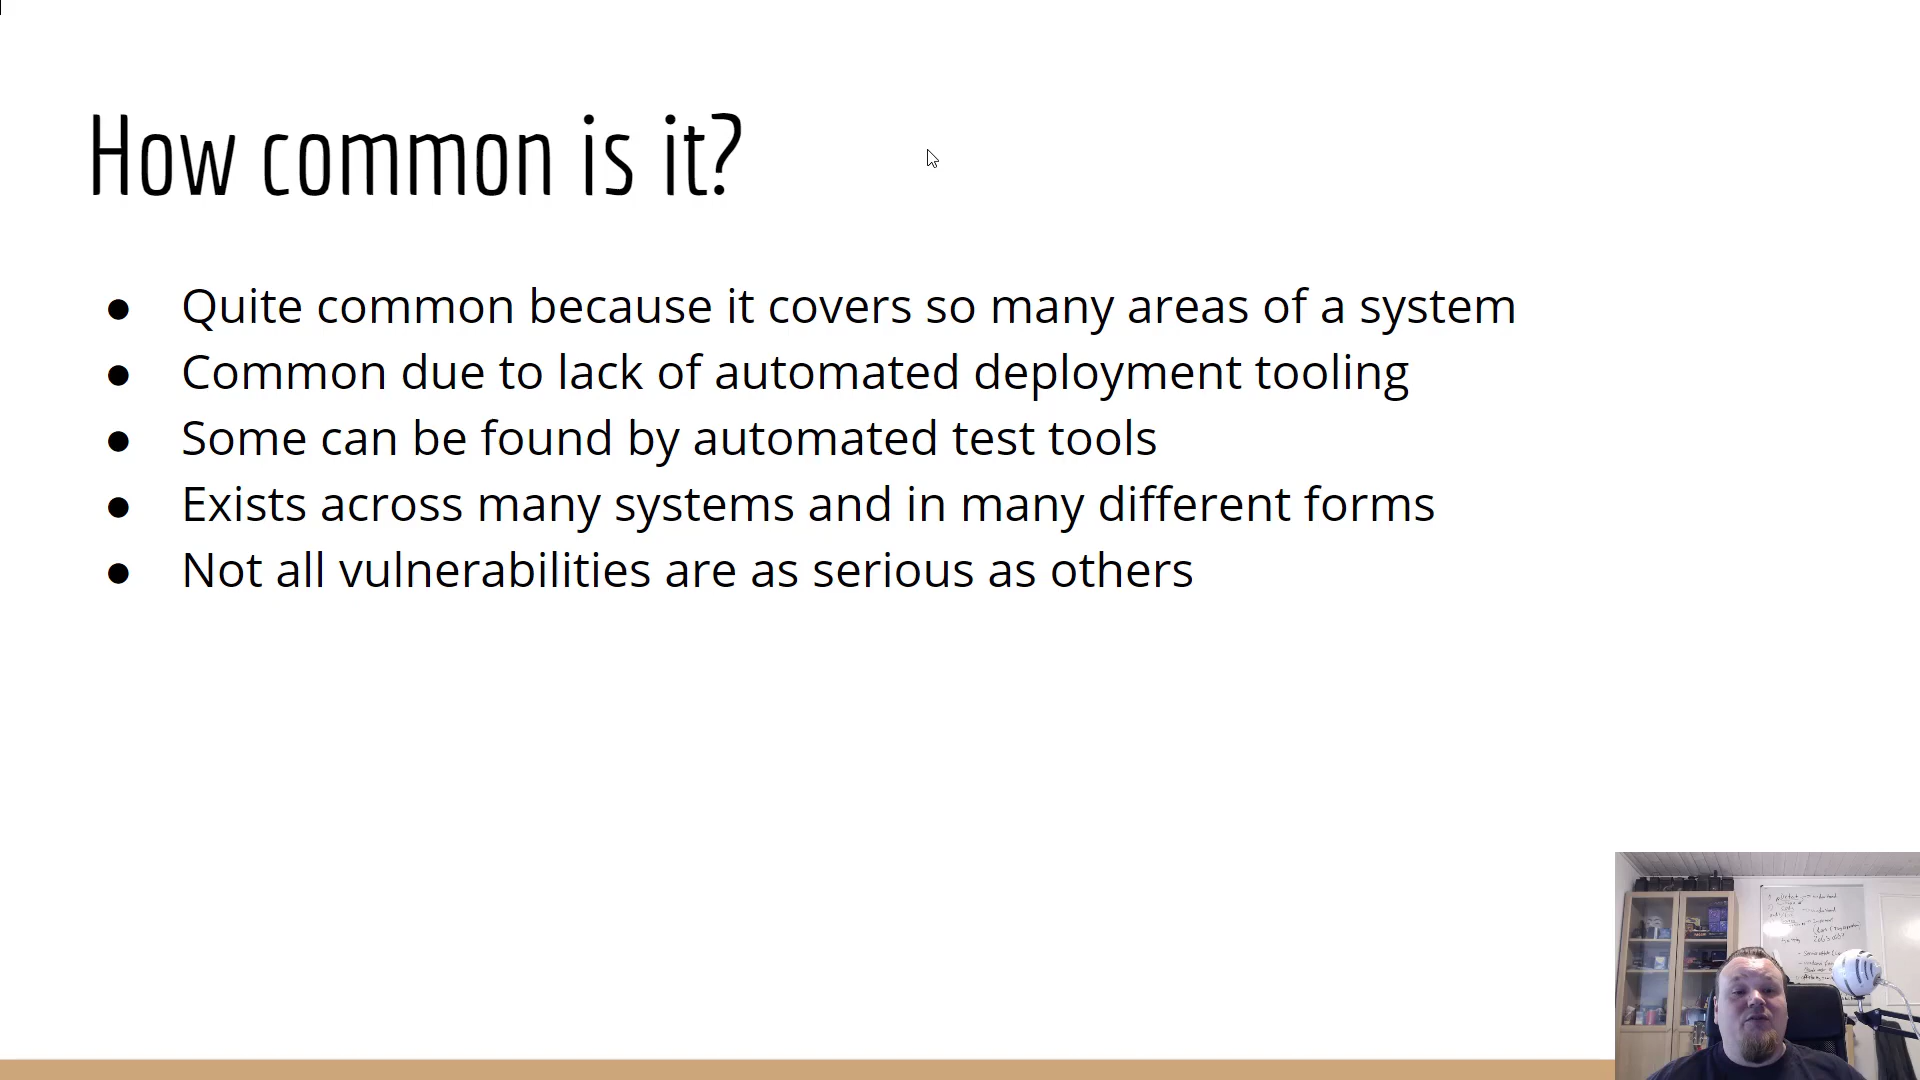 How common is it?
Quite common because it covers so many areas of a system
Common due to lack of automated deployment tooling
Some can be found by automated test tools
Exists across many systems and in many different forms
Not all vulnerabilities are as serious as others